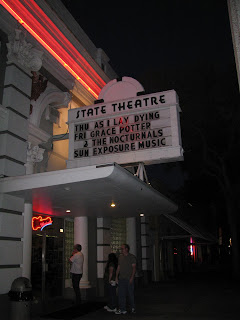 STATE THEATRE
THU AS I LAY DYING
FRI GRACE POTTER
& THE NOCTURNALS
SUN EXPOSURE MUSIC